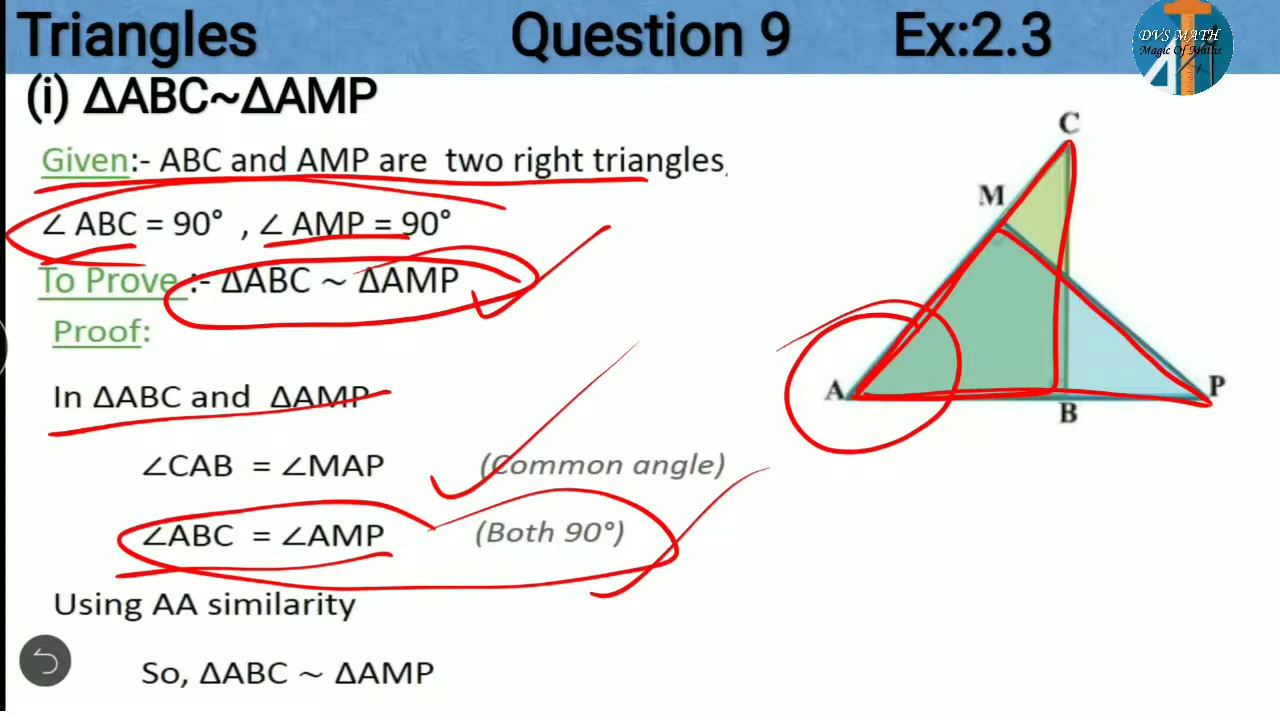 Triangles Question 9 Ex:2.3
DVS MATH
Magic Of Maths
(i) ΔABC~ΔAMP
Given:- ABC and AMP are two right triangles,
∠ ABC = 90° , ∠ AMP = 90°
To Prove :- ΔABC ~ ΔAMP
Proof:
In ΔABC and ΔAMP
∠CAB = ∠MAP (Common angle)
∠ABC = ∠AMP (Both 90°)
Using AA similarity
So, ΔABC ~ ΔAMP
C
M
A
B
P